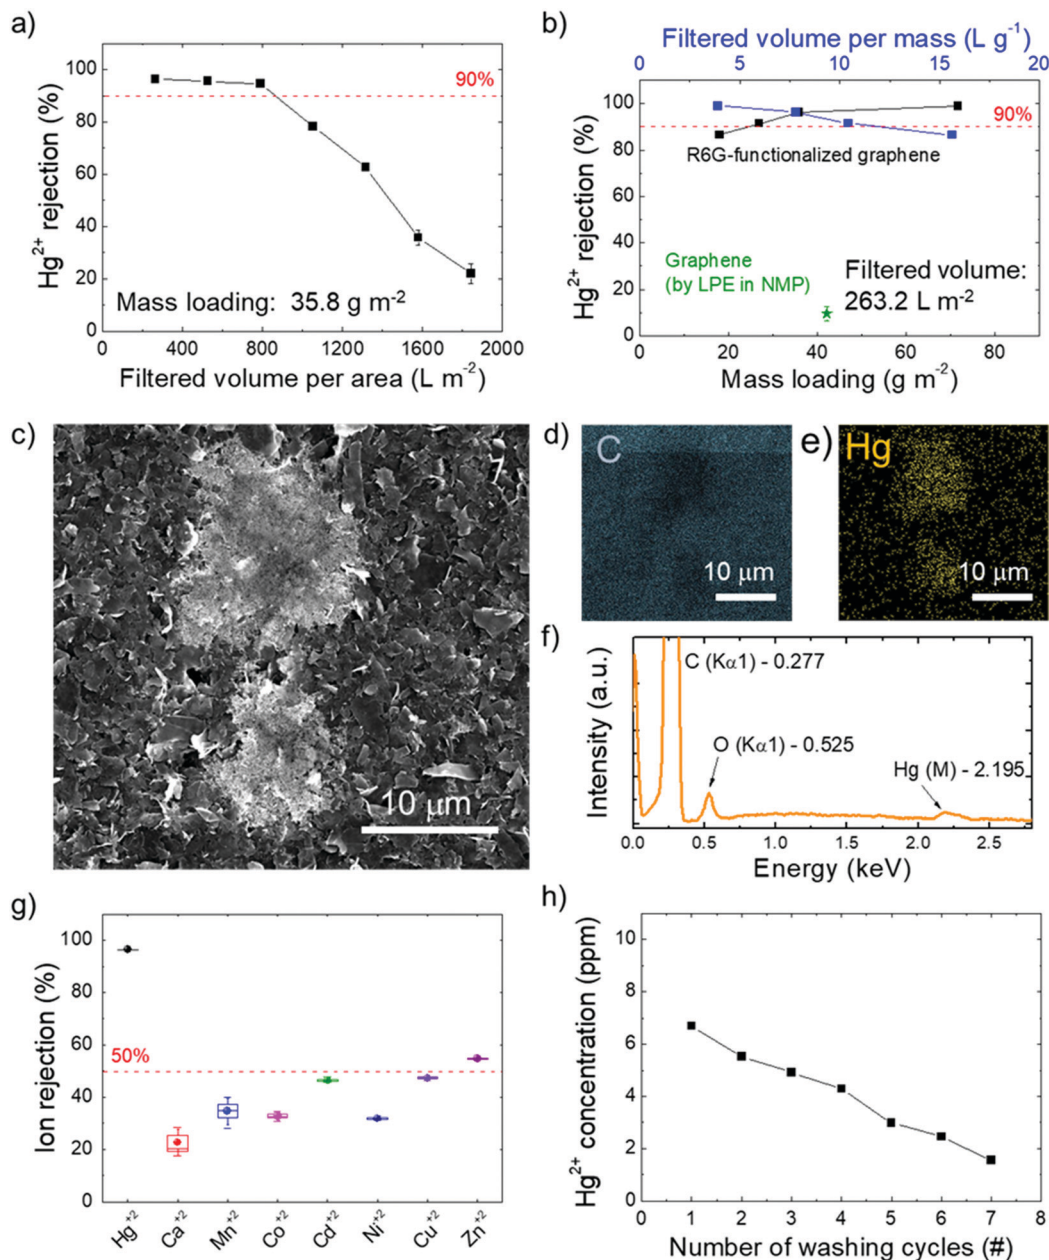 a)
Hg²⁺ rejection (%)
100
80
60
40
20
0
90%
Mass loading: 35.8 g m⁻²
0 400 800 1200 1600 2000
Filtered volume per area (L m⁻²)
b)
Filtered volume per mass (L g⁻¹)
0 5 10 15 20
Hg²⁺ rejection (%)
100
80
60
40
20
0
90%
R6G-functionalized graphene
Graphene
(by LPE in NMP)
Filtered volume:
263.2 L m⁻²
0 20 40 60 80
Mass loading (g m⁻²)
c)
10 μm
d)
C
10 μm
e)
Hg
10 μm
f)
Intensity (a.u.)
C (Kα1) - 0.277
O (Kα1) - 0.525
Hg (M) - 2.195
0.0 0.5 1.0 1.5 2.0 2.5
Energy (keV)
g)
Ion rejection (%)
100
80
60
40
20
0
50%
Hg⁺² Ca⁺² Mn⁺² Co⁺² Cd⁺² Ni⁺² Cu⁺² Zn⁺²
h)
Hg²⁺ concentration (ppm)
10
8
6
4
2
0
0 1 2 3 4 5 6 7 8
Number of washing cycles (#)